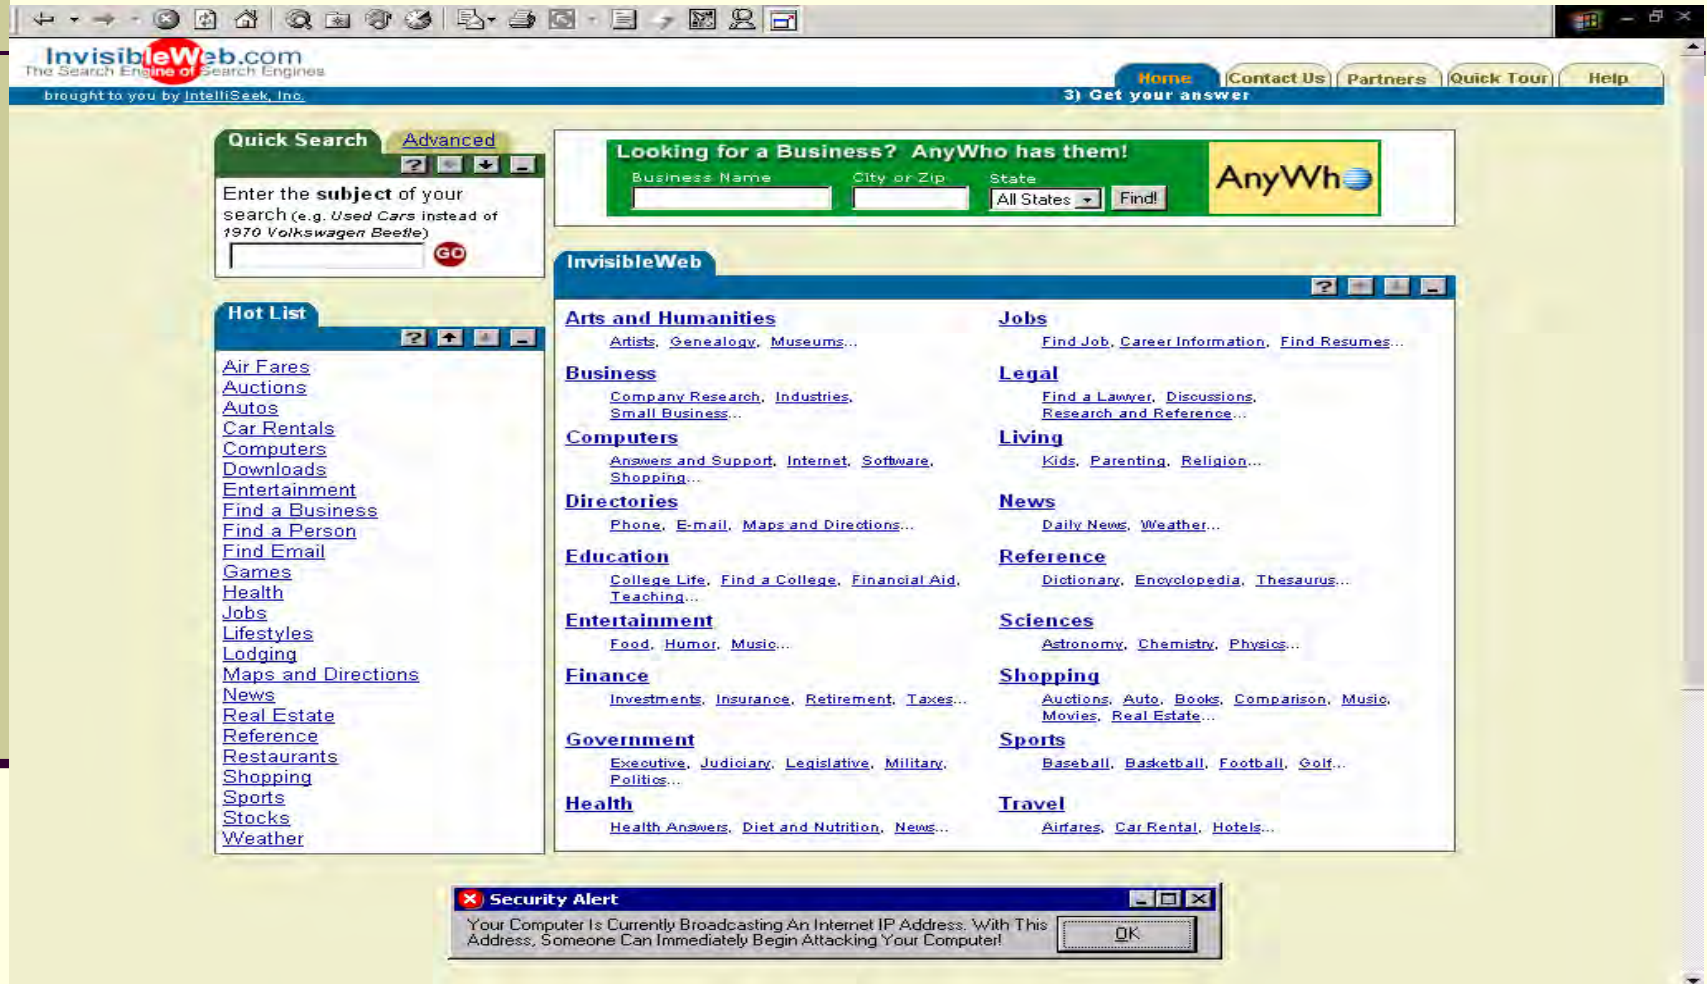 InvisibleWeb.com
The Search Engine of Search Engines
Home Contact Us Partners Quick Tour Help
brought to you by IntelliSeek, Inc.
3) Get your answer
Quick Search Advanced
Enter the subject of your
search (e.g. Used Cars instead of
1970 Volkswagen Beetle)
GO
Looking for a Business? AnyWho has them!
Business Name City or Zip State
All States Find!
AnyWho
Hot List
Air Fares
Auctions
Autos
Car Rentals
Computers
Downloads
Entertainment
Find a Business
Find a Person
Find Email
Games
Health
Jobs
Lifestyles
Lodging
Maps and Directions
News
Real Estate
Reference
Restaurants
Shopping
Sports
Stocks
Weather
InvisibleWeb
Arts and Humanities
Artists, Genealogy, Museums...
Business
Company Research, Industries,
Small Business...
Computers
Answers and Support, Internet, Software,
Shopping...
Directories
Phone, E-mail, Maps and Directions...
Education
College Life, Find a College, Financial Aid,
Teaching...
Entertainment
Food, Humor, Music...
Finance
Investments, Insurance, Retirement, Taxes...
Government
Executive, Judiciary, Legislative, Military,
Politics...
Health
Health Answers, Diet and Nutrition, News...
Jobs
Find Job, Career Information, Find Resumes...
Legal
Find a Lawyer, Discussions,
Research and Reference...
Living
Kids, Parenting, Religion...
News
Daily News, Weather...
Reference
Dictionary, Encyclopedia, Thesaurus...
Sciences
Astronomy, Chemistry, Physics...
Shopping
Auctions, Auto, Books, Comparison, Music,
Movies, Real Estate...
Sports
Baseball, Basketball, Football, Golf...
Travel
Airfares, Car Rental, Hotels...
Security Alert
Your Computer Is Currently Broadcasting An Internet IP Address. With This
Address, Someone Can Immediately Begin Attacking Your Computer!
OK